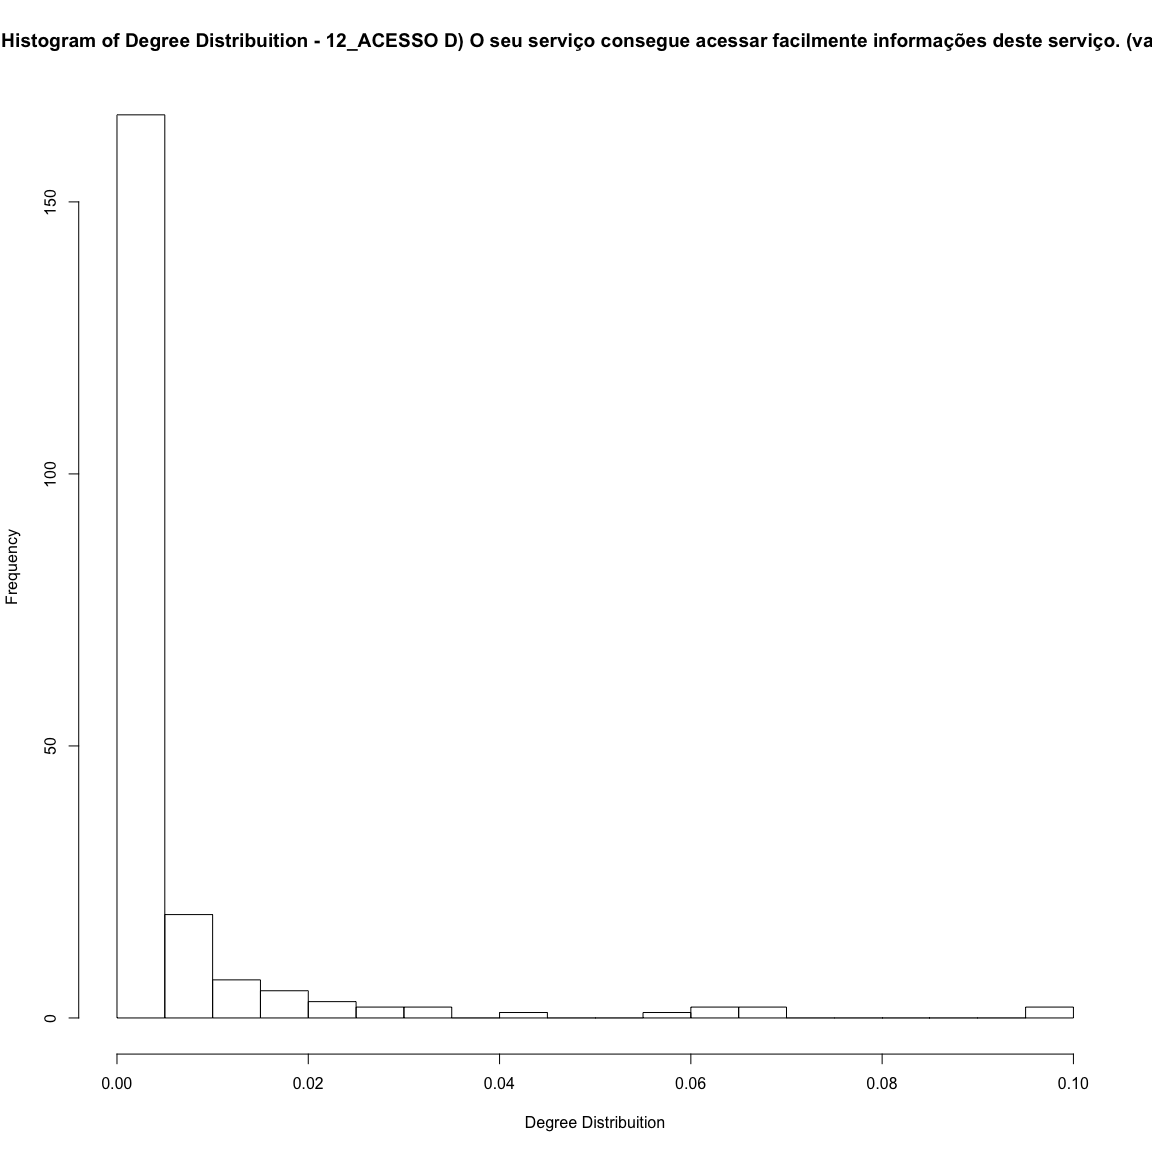 Histogram of Degree Distribuition - 12_ACESSO D) O seu serviço consegue acessar facilmente informações deste serviço. (va
150
100
50
0
Frequency
0.00 0.02 0.04 0.06 0.08 0.10
Degree Distribuition